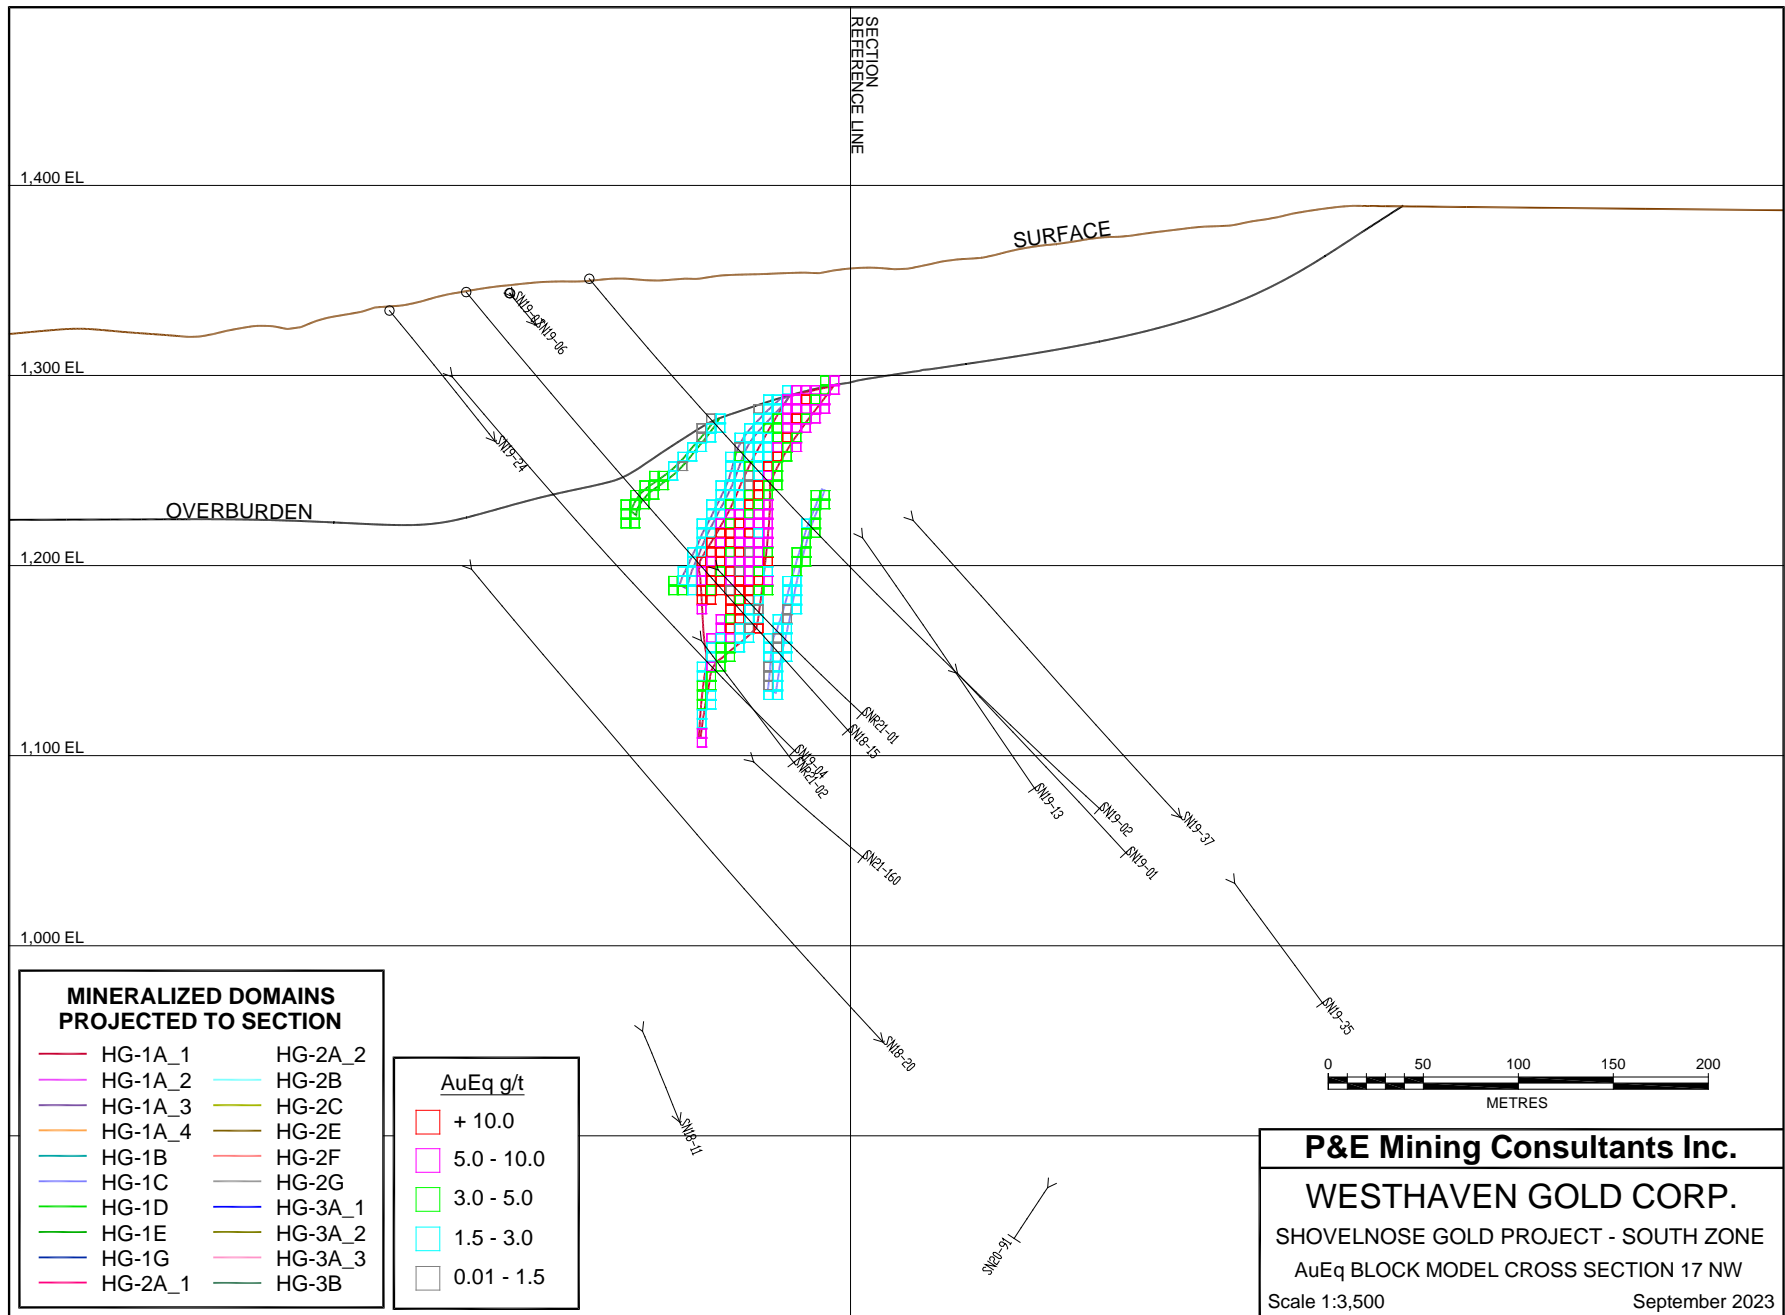 SECTION
REFERENCE LINE
1,400 EL
SURFACE
SN19-06
1,300 EL
SN19-24
OVERBURDEN
1,200 EL
SNR21-01
SN18-15
1,100 EL
SN19-04
SNR21-02
SN19-13
SN19-02
SN19-37
SN19-01
SN21-160
1,000 EL
SN19-35
SN18-20
SN18-11
SN20-91
MINERALIZED DOMAINS
PROJECTED TO SECTION
HG-1A_1
HG-1A_2
HG-1A_3
HG-1A_4
HG-1B
HG-1C
HG-1D
HG-1E
HG-1G
HG-2A_1
HG-2A_2
HG-2B
HG-2C
HG-2E
HG-2F
HG-2G
HG-3A_1
HG-3A_2
HG-3A_3
HG-3B
AuEq g/t
+ 10.0
5.0 - 10.0
3.0 - 5.0
1.5 - 3.0
0.01 - 1.5
0 50 100 150 200
METRES
P&E Mining Consultants Inc.
WESTHAVEN GOLD CORP.
SHOVELNOSE GOLD PROJECT - SOUTH ZONE
AuEq BLOCK MODEL CROSS SECTION 17 NW
Scale 1:3,500 September 2023